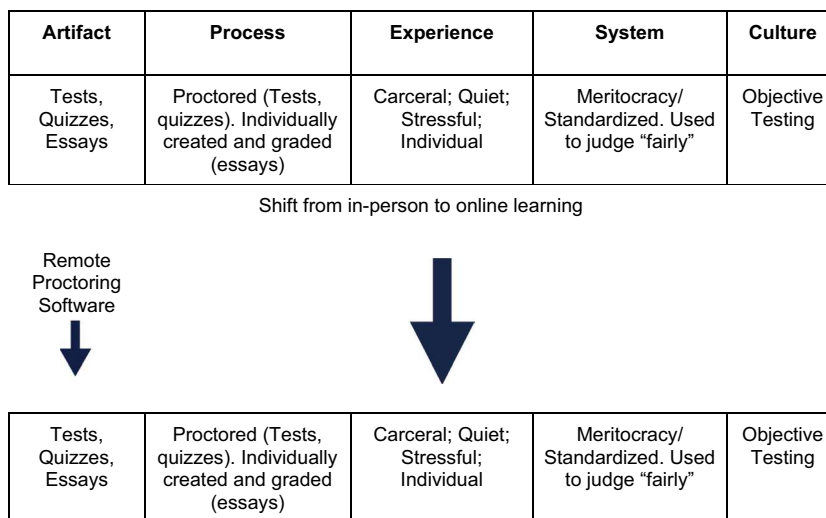 Artifact Process Experience System Culture
Tests, Proctored (Tests, Carceral; Quiet; Meritocracy/ Objective
Quizzes, quizzes). Individually Stressful; Standardized. Used Testing
Essays created and graded Individual to judge “fairly”
(essays)
Shift from in-person to online learning
Remote
Proctoring
Software
Tests, Proctored (Tests, Carceral; Quiet; Meritocracy/ Objective
Quizzes, quizzes). Individually Stressful; Standardized. Used Testing
Essays created and graded Individual to judge “fairly”
(essays)